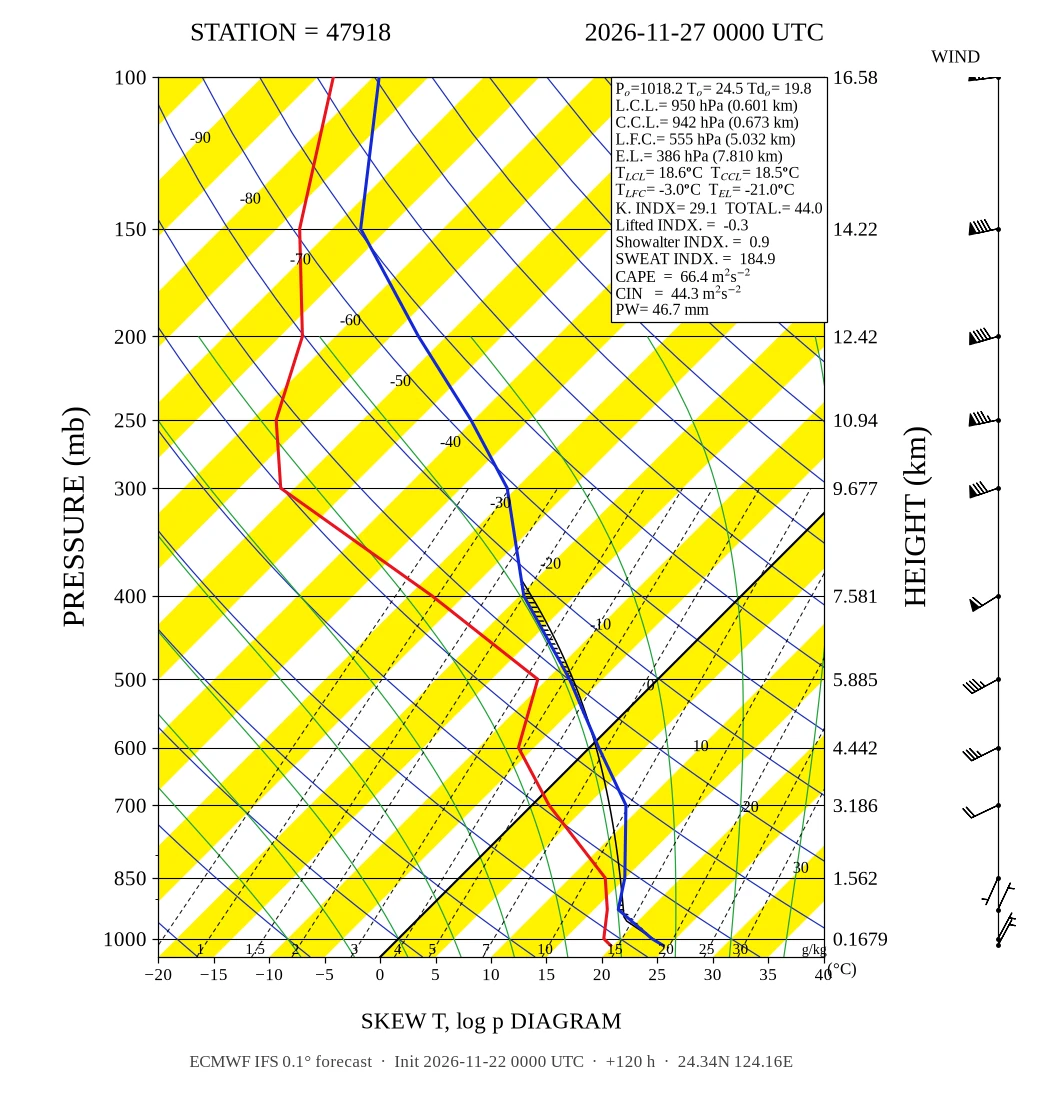 STATION = 47918
2026-11-27 0000 UTC
WIND
P_o=1018.2 T_o= 24.5 Td_o= 19.8
L.C.L.= 950 hPa (0.601 km)
C.C.L.= 942 hPa (0.673 km)
L.F.C.= 555 hPa (5.032 km)
E.L.= 386 hPa (7.810 km)
T_LCL= 18.6°C T_CCL= 18.5°C
T_LFC= -3.0°C T_EL= -21.0°C
K. INDX= 29.1 TOTAL.= 44.0
Lifted INDX. = -0.3
Showalter INDX. = 0.9
SWEAT INDX. = 184.9
CAPE = 66.4 m²s⁻²
CIN = 44.3 m²s⁻²
PW= 46.7 mm
PRESSURE (mb)
100
150
200
250
300
400
500
600
700
850
1000
-90
-80
-70
-60
-50
-40
-30
-20
-10
0
10
20
30
16.58
14.22
12.42
10.94
9.677
7.581
5.885
4.442
3.186
1.562
0.1679
HEIGHT (km)
1 1.5 2 3 4 5 7 10 15 20 25 30 g/kg
−20 −15 −10 −5 0 5 10 15 20 25 30 35 40 (°C)
SKEW T, log p DIAGRAM
ECMWF IFS 0.1° forecast · Init 2026-11-22 0000 UTC · +120 h · 24.34N 124.16E